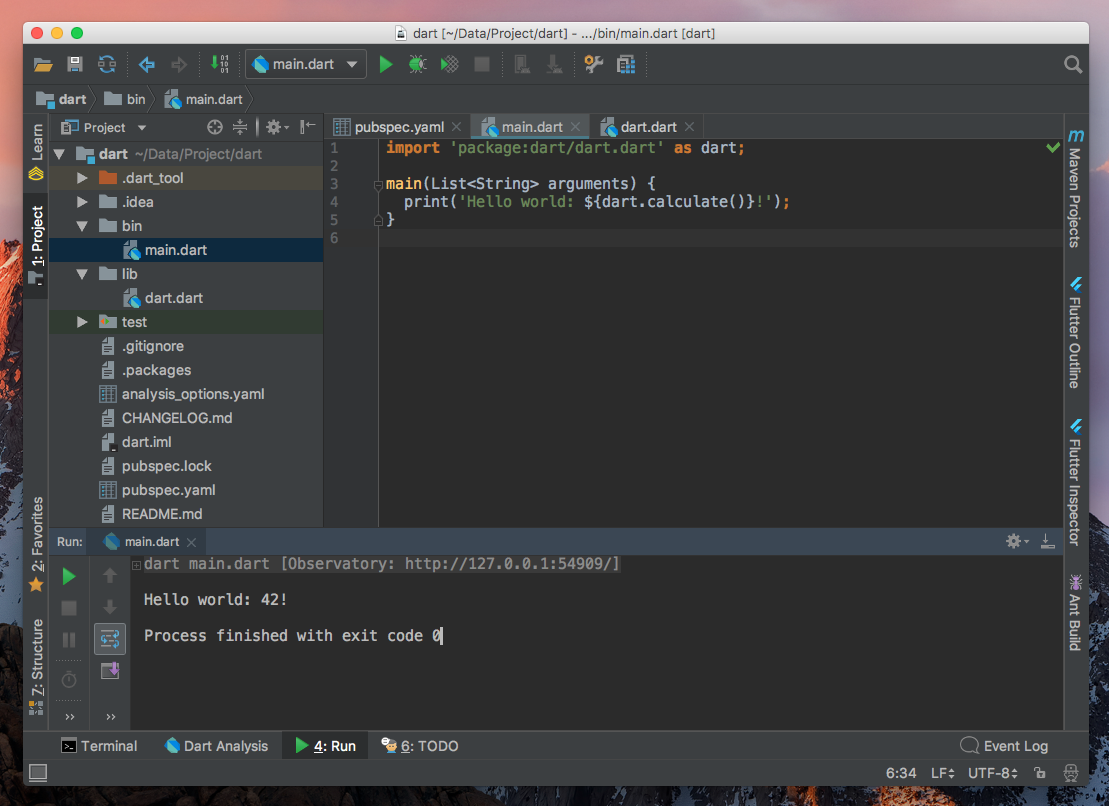 dart [~/Data/Project/dart] - .../bin/main.dart [dart]
main.dart
dart
bin
main.dart
Learn
1: Project
2: Favorites
Z: Structure
Project
dart ~/Data/Project/dart
.dart_tool
.idea
bin
main.dart
lib
dart.dart
test
.gitignore
.packages
analysis_options.yaml
CHANGELOG.md
dart.iml
pubspec.lock
pubspec.yaml
README.md
pubspec.yaml
main.dart
dart.dart
1 import 'package:dart/dart.dart' as dart;
2
3 main(List<String> arguments) {
4 print('Hello world: ${dart.calculate()}!');
5 }
6
m Maven Projects
Flutter Outline
Flutter Inspector
Ant Build
Run: main.dart
dart main.dart [Observatory: http://127.0.0.1:54909/]
Hello world: 42!
Process finished with exit code 0
Terminal
Dart Analysis
4: Run
6: TODO
Event Log
6:34 LF UTF-8